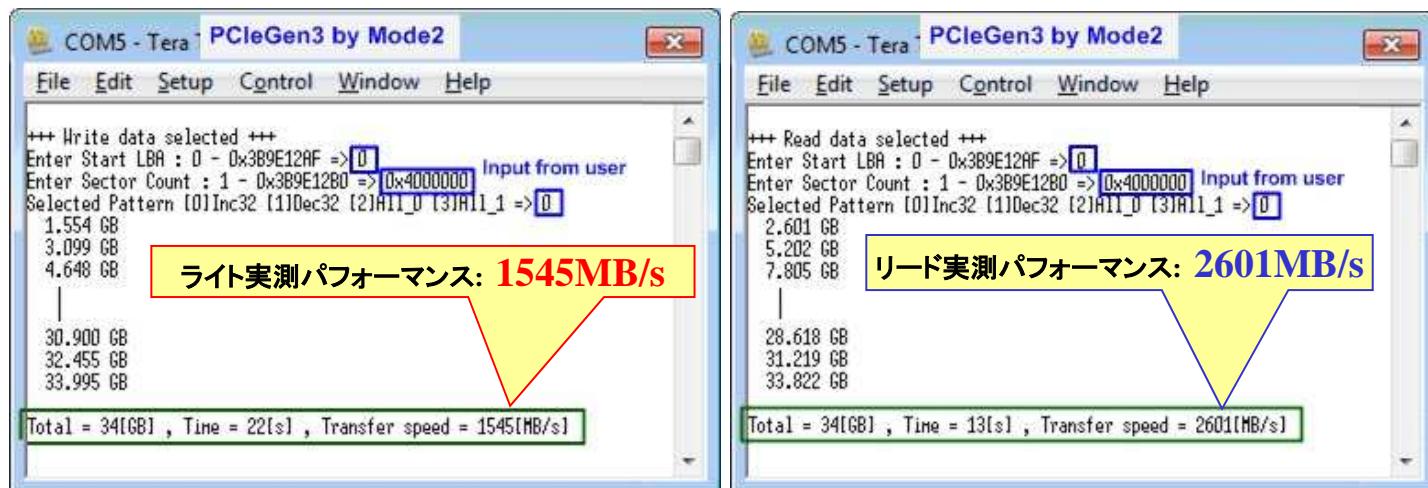 COM5 - Tera T PCIeGen3 by Mode2
File Edit Setup Control Window Help
+++ Write data selected +++
Enter Start LBA : 0 - 0x3B9E12AF => 0
Enter Sector Count : 1 - 0x3B9E12B0 => 0x4000000
Input from user
Selected Pattern [0]Inc32 [1]Dec32 [2]All_0 [3]All_1 => 0
1.554 GB
3.099 GB
4.648 GB
ライト実測パフォーマンス: 1545MB/s
30.900 GB
32.455 GB
33.995 GB
Total = 34[GB] , Time = 22[s] , Transfer speed = 1545[MB/s]
COM5 - Tera PCIeGen3 by Mode2
File Edit Setup Control Window Help
+++ Read data selected +++
Enter Start LBA : 0 - 0x3B9E12AF => 0
Enter Sector Count : 1 - 0x3B9E12B0 => 0x4000000
Input from user
Selected Pattern [0]Inc32 [1]Dec32 [2]All_0 [3]All_1 => 0
2.601 GB
5.202 GB
7.805 GB
リード実測パフォーマンス: 2601MB/s
28.618 GB
31.219 GB
33.822 GB
Total = 34[GB] , Time = 13[s] , Transfer speed = 2601[MB/s]